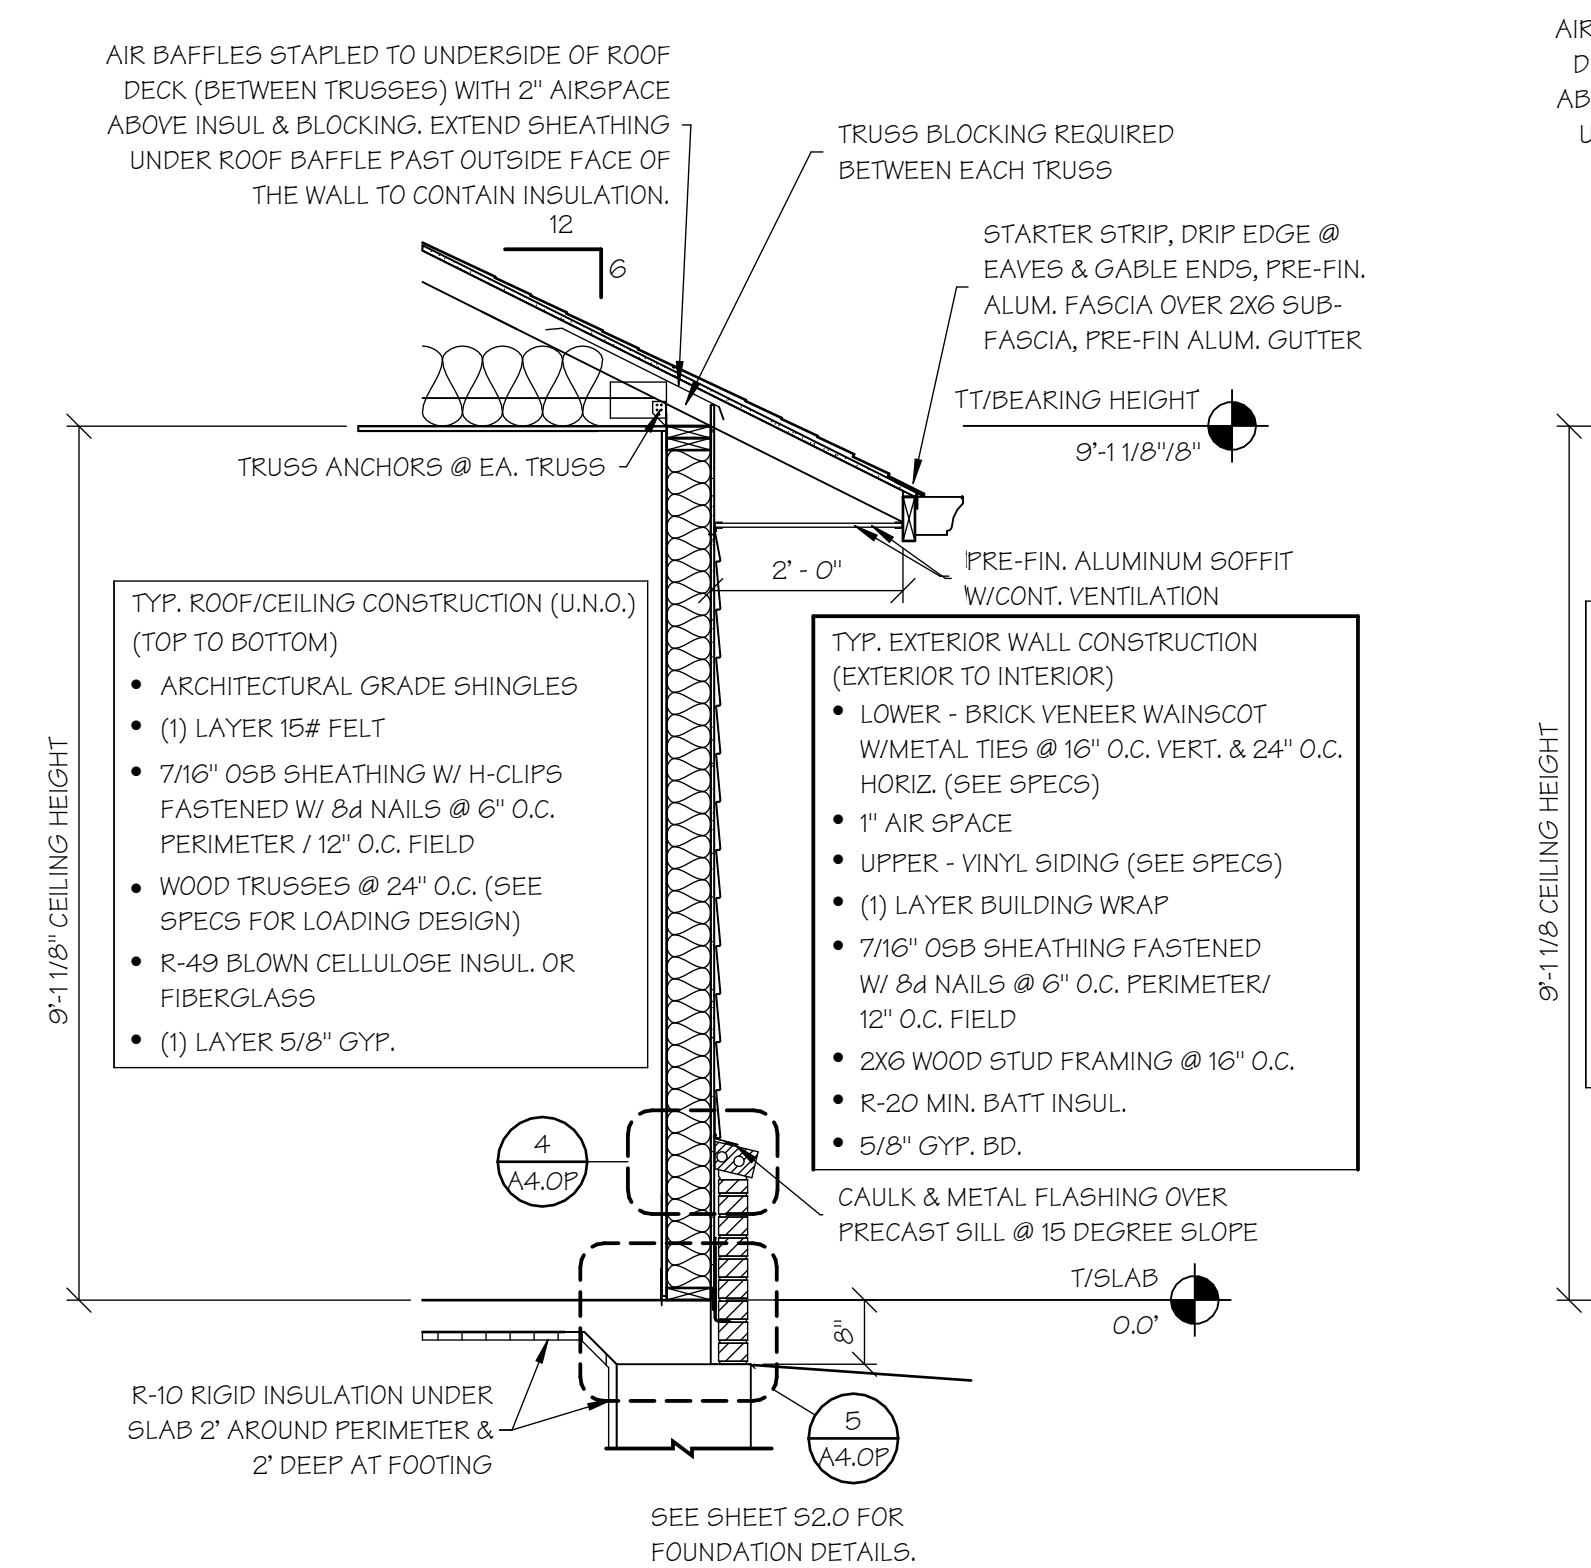 AIR BAFFLES STAPLED TO UNDERSIDE OF ROOF
DECK (BETWEEN TRUSSES) WITH 2" AIRSPACE
ABOVE INSUL & BLOCKING. EXTEND SHEATHING
UNDER ROOF BAFFLE PAST OUTSIDE FACE OF
THE WALL TO CONTAIN INSULATION.
12
6
TRUSS BLOCKING REQUIRED
BETWEEN EACH TRUSS
STARTER STRIP, DRIP EDGE @
EAVES & GABLE ENDS, PRE-FIN.
ALUM. FASCIA OVER 2X6 SUB-
FASCIA, PRE-FIN ALUM. GUTTER
TT/BEARING HEIGHT
9'-1 1/8"/8"
TRUSS ANCHORS @ EA. TRUSS
2' - 0"
PRE-FIN. ALUMINUM SOFFIT
W/CONT. VENTILATION
9'-1 1/8" CEILING HEIGHT
TYP. ROOF/CEILING CONSTRUCTION (U.N.O.)
(TOP TO BOTTOM)
• ARCHITECTURAL GRADE SHINGLES
• (1) LAYER 15# FELT
• 7/16" OSB SHEATHING W/ H-CLIPS
FASTENED W/ 8d NAILS @ 6" O.C.
PERIMETER / 12" O.C. FIELD
• WOOD TRUSSES @ 24" O.C. (SEE
SPECS FOR LOADING DESIGN)
• R-49 BLOWN CELLULOSE INSUL. OR
FIBERGLASS
• (1) LAYER 5/8" GYP.
TYP. EXTERIOR WALL CONSTRUCTION
(EXTERIOR TO INTERIOR)
• LOWER - BRICK VENEER WAINSCOT
W/METAL TIES @ 16" O.C. VERT. & 24" O.C.
HORIZ. (SEE SPECS)
• 1" AIR SPACE
• UPPER - VINYL SIDING (SEE SPECS)
• (1) LAYER BUILDING WRAP
• 7/16" OSB SHEATHING FASTENED
W/ 8d NAILS @ 6" O.C. PERIMETER/
12" O.C. FIELD
• 2X6 WOOD STUD FRAMING @ 16" O.C.
• R-20 MIN. BATT INSUL.
• 5/8" GYP. BD.
4
A4.0P
CAULK & METAL FLASHING OVER
PRECAST SILL @ 15 DEGREE SLOPE
T/SLAB
0.0'
8"
R-10 RIGID INSULATION UNDER
SLAB 2' AROUND PERIMETER &
2' DEEP AT FOOTING
5
A4.0P
SEE SHEET S2.0 FOR
FOUNDATION DETAILS.
AIR
9'-1 1/8 CEILING HEIGHT